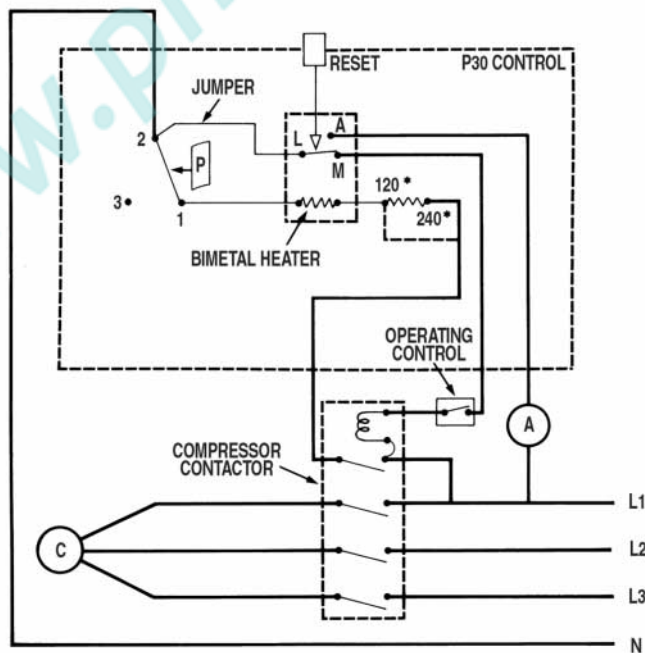 RESET
P30 CONTROL
JUMPER
2
P
L
A
M
3
1
120*
240*
BIMETAL HEATER
OPERATING
CONTROL
A
COMPRESSOR
CONTACTOR
C
L1
L2
L3
N